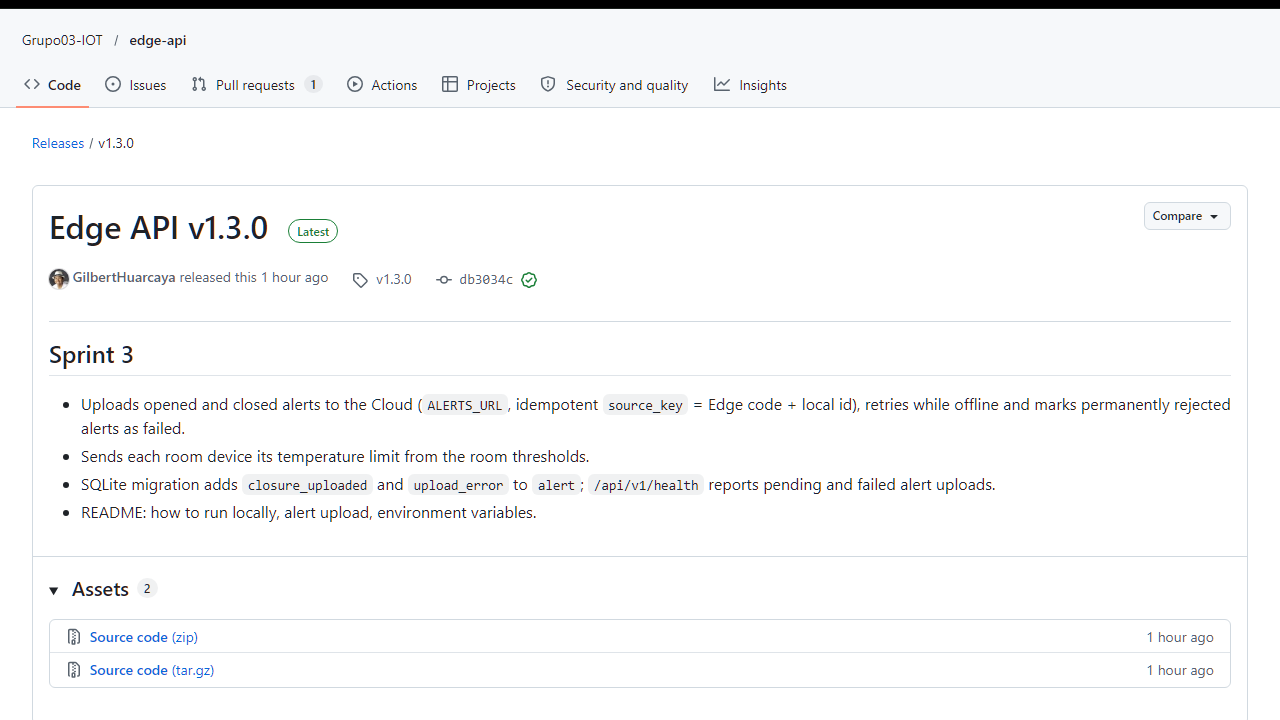 Grupo03-IOT / edge-api
Code Issues Pull requests 1 Actions Projects Security and quality Insights
Releases / v1.3.0
Edge API v1.3.0 Latest
Compare
GilbertHuarcaya released this 1 hour ago v1.3.0 db3034c
Sprint 3
Uploads opened and closed alerts to the Cloud ( ALERTS_URL , idempotent source_key = Edge code + local id), retries while offline and marks permanently rejected
alerts as failed.
Sends each room device its temperature limit from the room thresholds.
SQLite migration adds closure_uploaded and upload_error to alert ; /api/v1/health reports pending and failed alert uploads.
README: how to run locally, alert upload, environment variables.
Assets 2
Source code (zip) 1 hour ago
Source code (tar.gz) 1 hour ago